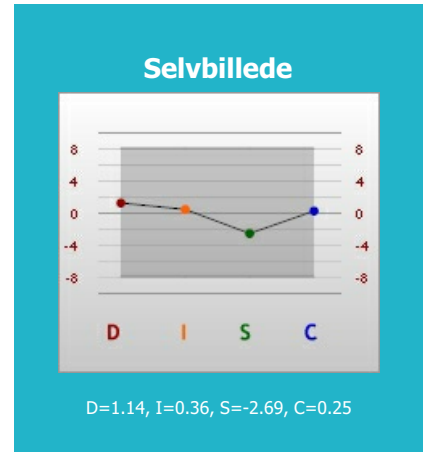 Selvbillede
8 8
4 4
0 0
-4 -4
-8 -8
D I S C
D=1.14, I=0.36, S=-2.69, C=0.25